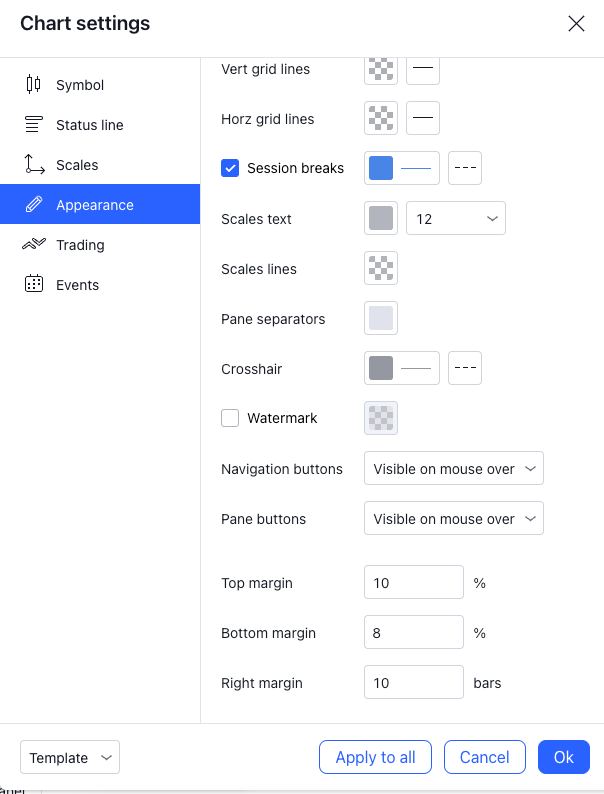 Chart settings
Symbol
Status line
Scales
Appearance
Trading
Events
Vert grid lines
Horz grid lines
Session breaks
Scales text 12
Scales lines
Pane separators
Crosshair
Watermark
Navigation buttons Visible on mouse over
Pane buttons Visible on mouse over
Top margin 10 %
Bottom margin 8 %
Right margin 10 bars
Template Apply to all Cancel Ok